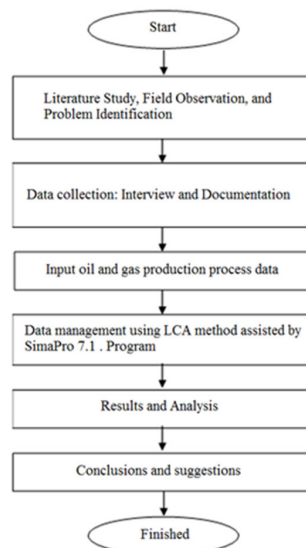 Start
Literature Study, Field Observation, and
Problem Identification
Data collection: Interview and Documentation
Input oil and gas production process data
Data management using LCA method assisted by
SimaPro 7.1 . Program
Results and Analysis
Conclusions and suggestions
Finished